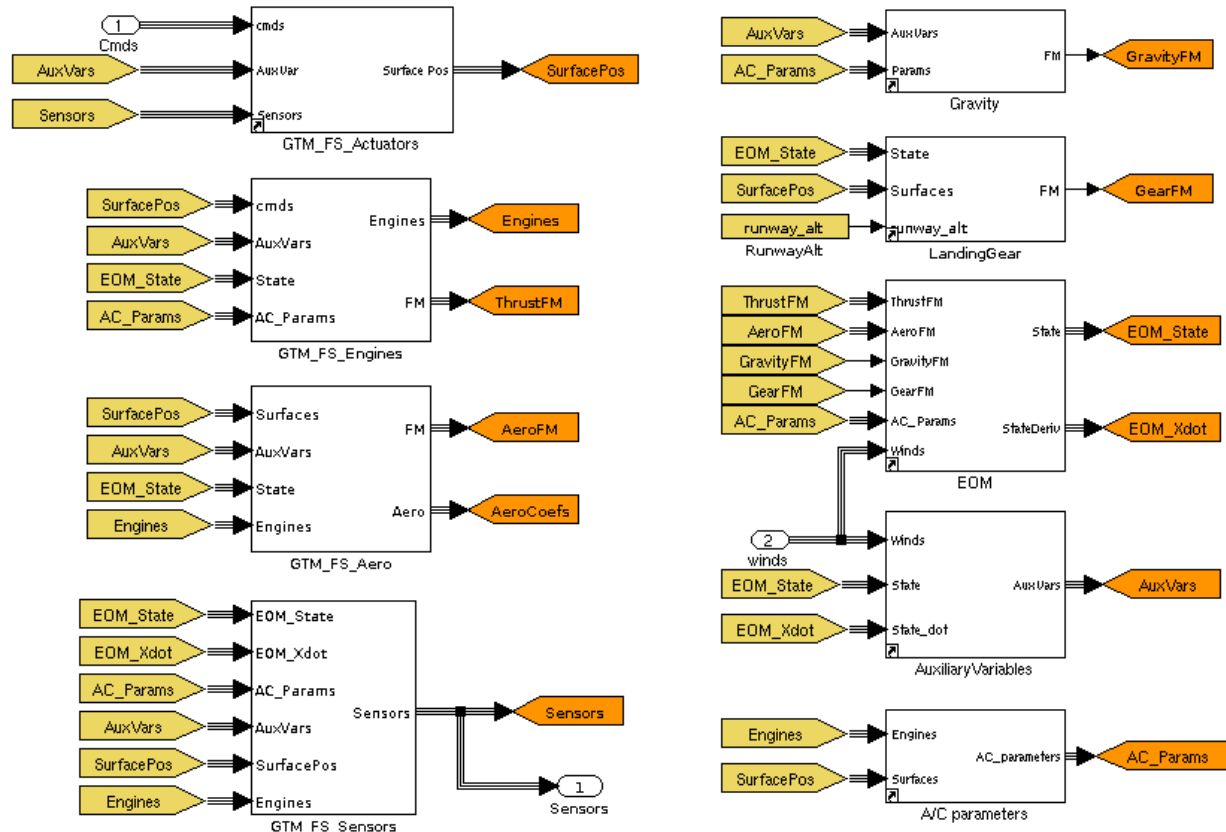 1
Cmds
AuxVars
Sensors
cmds
AuxVar
Sensors
Surface Pos
SurfacePos
GTM_FS_Actuators
SurfacePos
AuxVars
EOM_State
AC_Params
cmds
AuxVars
State
AC_Params
Engines
FM
Engines
ThrustFM
GTM_FS_Engines
SurfacePos
AuxVars
EOM_State
Engines
Surfaces
AuxVars
State
Engines
FM
Aero
AeroFM
AeroCoefs
GTM_FS_Aero
EOM_State
EOM_Xdot
AC_Params
AuxVars
SurfacePos
Engines
EOM_State
EOM_Xdot
AC_Params
AuxVars
SurfacePos
Engines
Sensors
Sensors
1
Sensors
GTM_FS_Sensors
AuxVars
AC_Params
AuxVars
Params
FM
GravityFM
Gravity
EOM_State
SurfacePos
runway_alt
RunwayAlt
State
Surfaces
runway_alt
FM
GearFM
LandingGear
ThrustFM
AeroFM
GravityFM
GearFM
AC_Params
ThrustFM
AeroFM
GravityFM
GearFM
AC_Params
Winds
State
StateDeriv
EOM_State
EOM_Xdot
EOM
2
winds
EOM_State
EOM_Xdot
Winds
State
State_dot
AuxVars
AuxVars
AuxiliaryVariables
Engines
SurfacePos
Engines
Surfaces
AC_parameters
AC_Params
A/C parameters